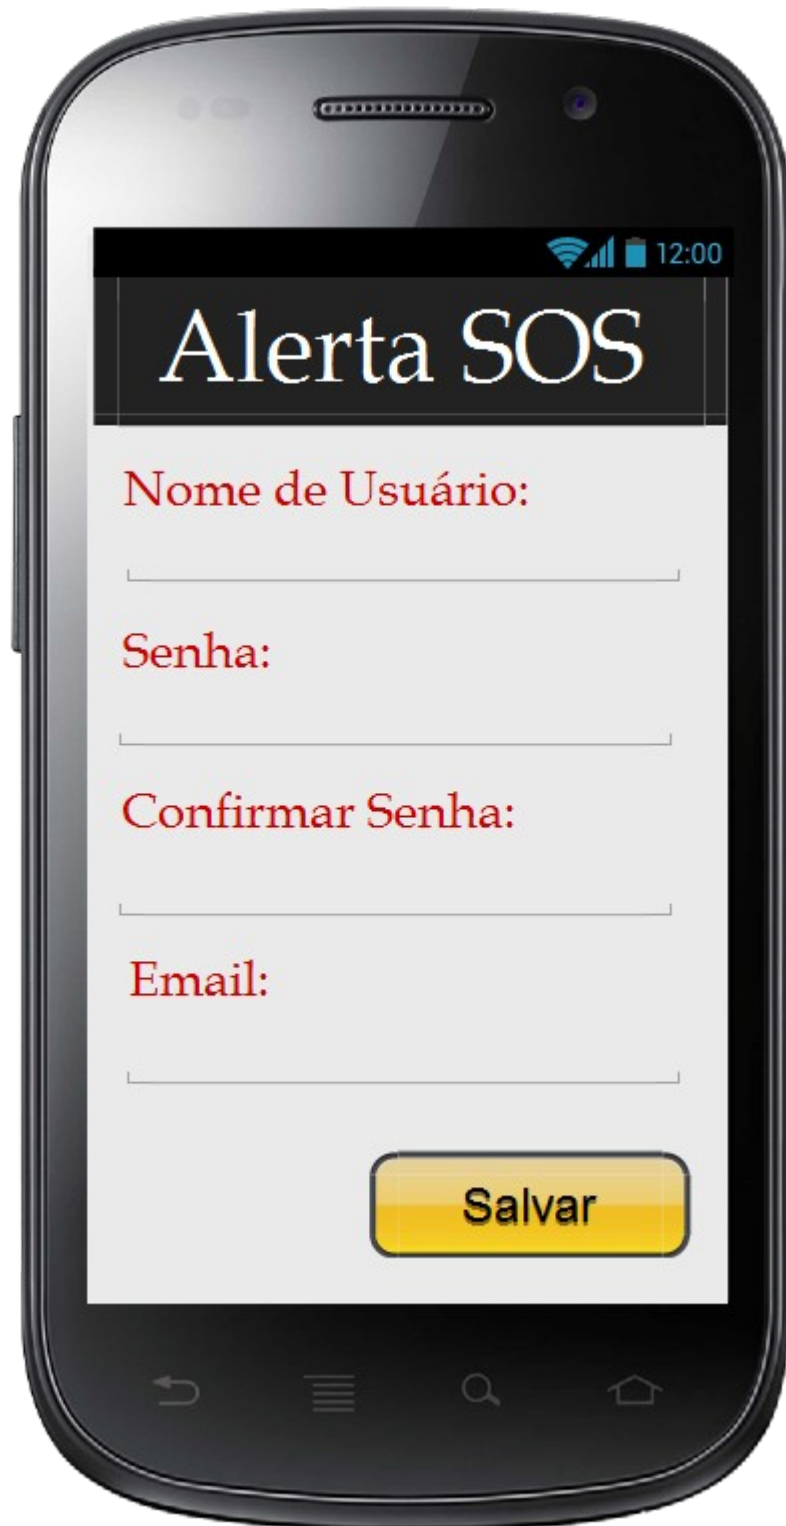 12:00
Alerta SOS
Nome de Usuário:
Senha:
Confirmar Senha:
Email:
Salvar